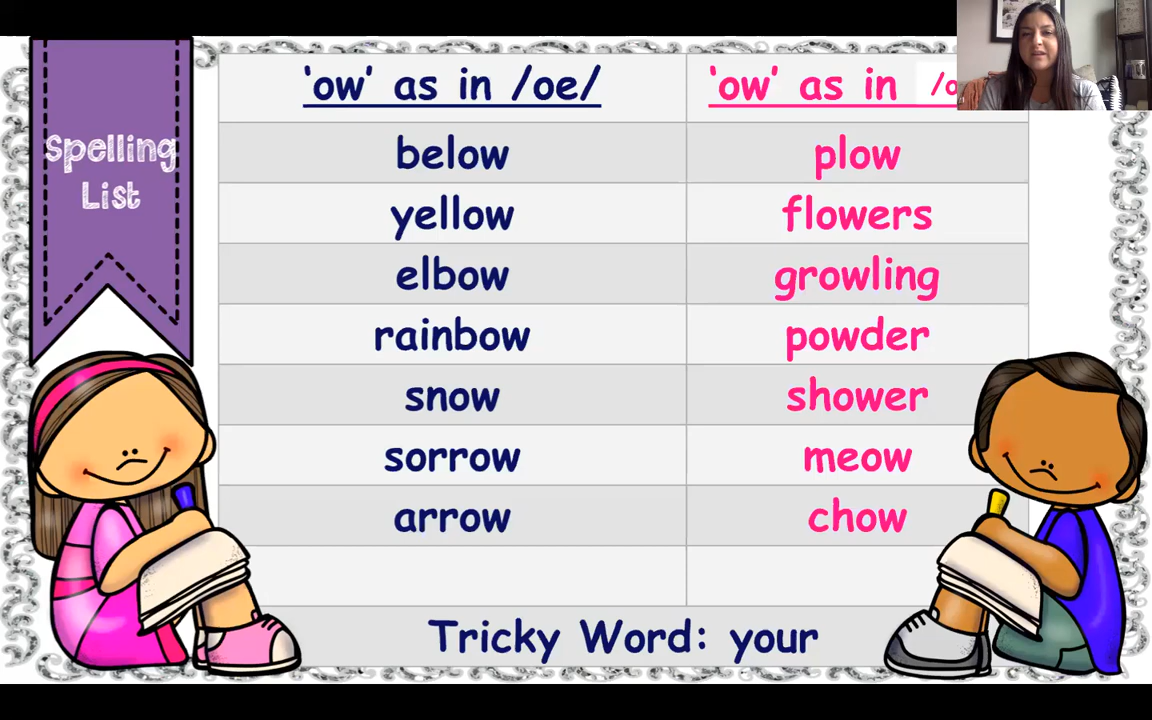 Spelling
List
'ow' as in /oe/
'ow' as in
below
plow
yellow
flowers
elbow
growling
rainbow
powder
snow
shower
sorrow
meow
arrow
chow
Tricky Word: your